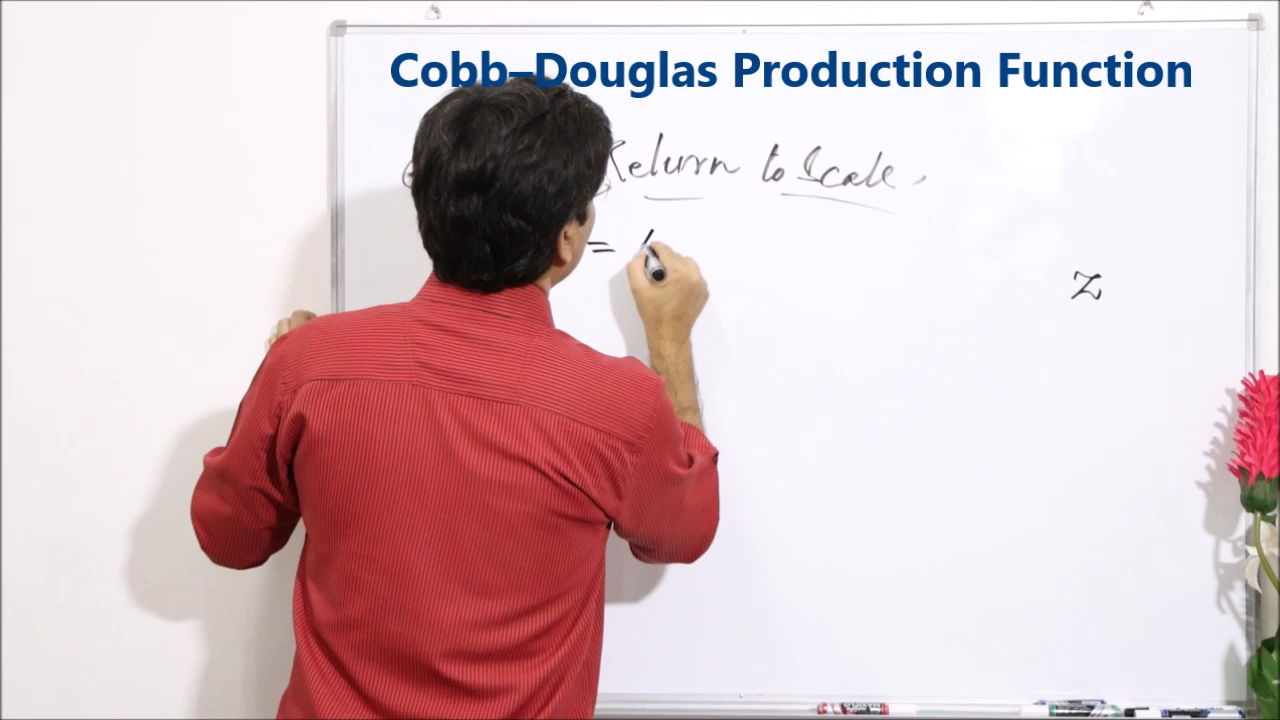 Cobb–Douglas Production Function
Return to Scale.
=
Z